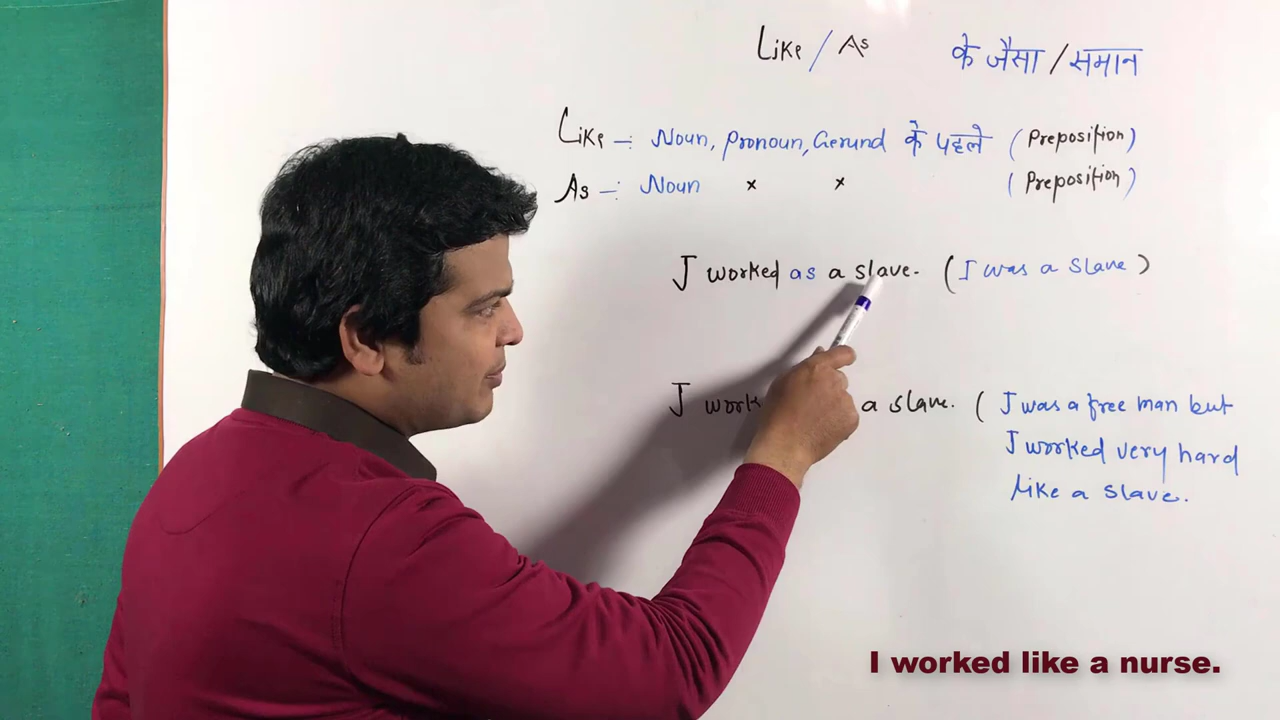 Like / As के जैसा / समान
Like -: Noun, Pronoun, Gerund के पहले (Preposition)
As -: Noun × × (Preposition)
I worked as a slave. (I was a slave)
I work a slave. (I was a free man but
I worked very hard
like a slave.
I worked like a nurse.